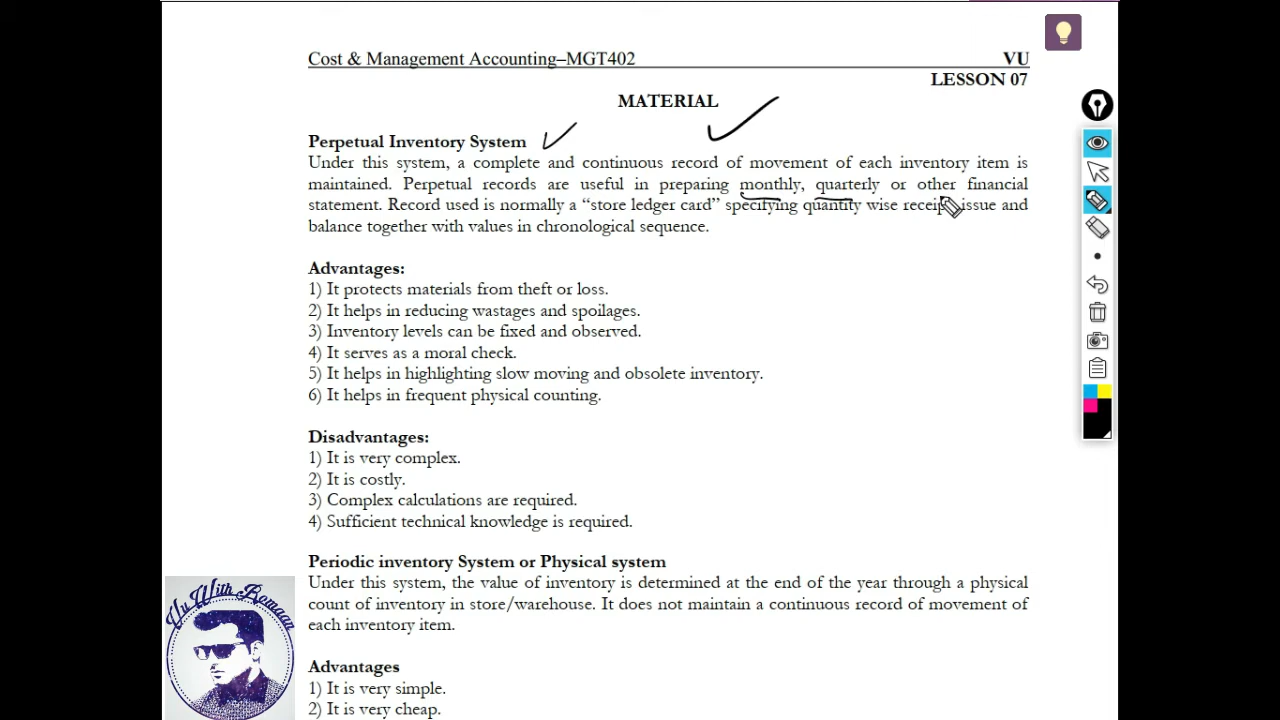 Cost & Management Accounting–MGT402 VU
LESSON 07
MATERIAL
Perpetual Inventory System
Under this system, a complete and continuous record of movement of each inventory item is
maintained. Perpetual records are useful in preparing monthly, quarterly or other financial
statement. Record used is normally a “store ledger card” specifying quantity wise receipt, issue and
balance together with values in chronological sequence.
Advantages:
1) It protects materials from theft or loss.
2) It helps in reducing wastages and spoilages.
3) Inventory levels can be fixed and observed.
4) It serves as a moral check.
5) It helps in highlighting slow moving and obsolete inventory.
6) It helps in frequent physical counting.
Disadvantages:
1) It is very complex.
2) It is costly.
3) Complex calculations are required.
4) Sufficient technical knowledge is required.
Periodic inventory System or Physical system
Under this system, the value of inventory is determined at the end of the year through a physical
count of inventory in store/warehouse. It does not maintain a continuous record of movement of
each inventory item.
Advantages
1) It is very simple.
2) It is very cheap.
Vu With Roman